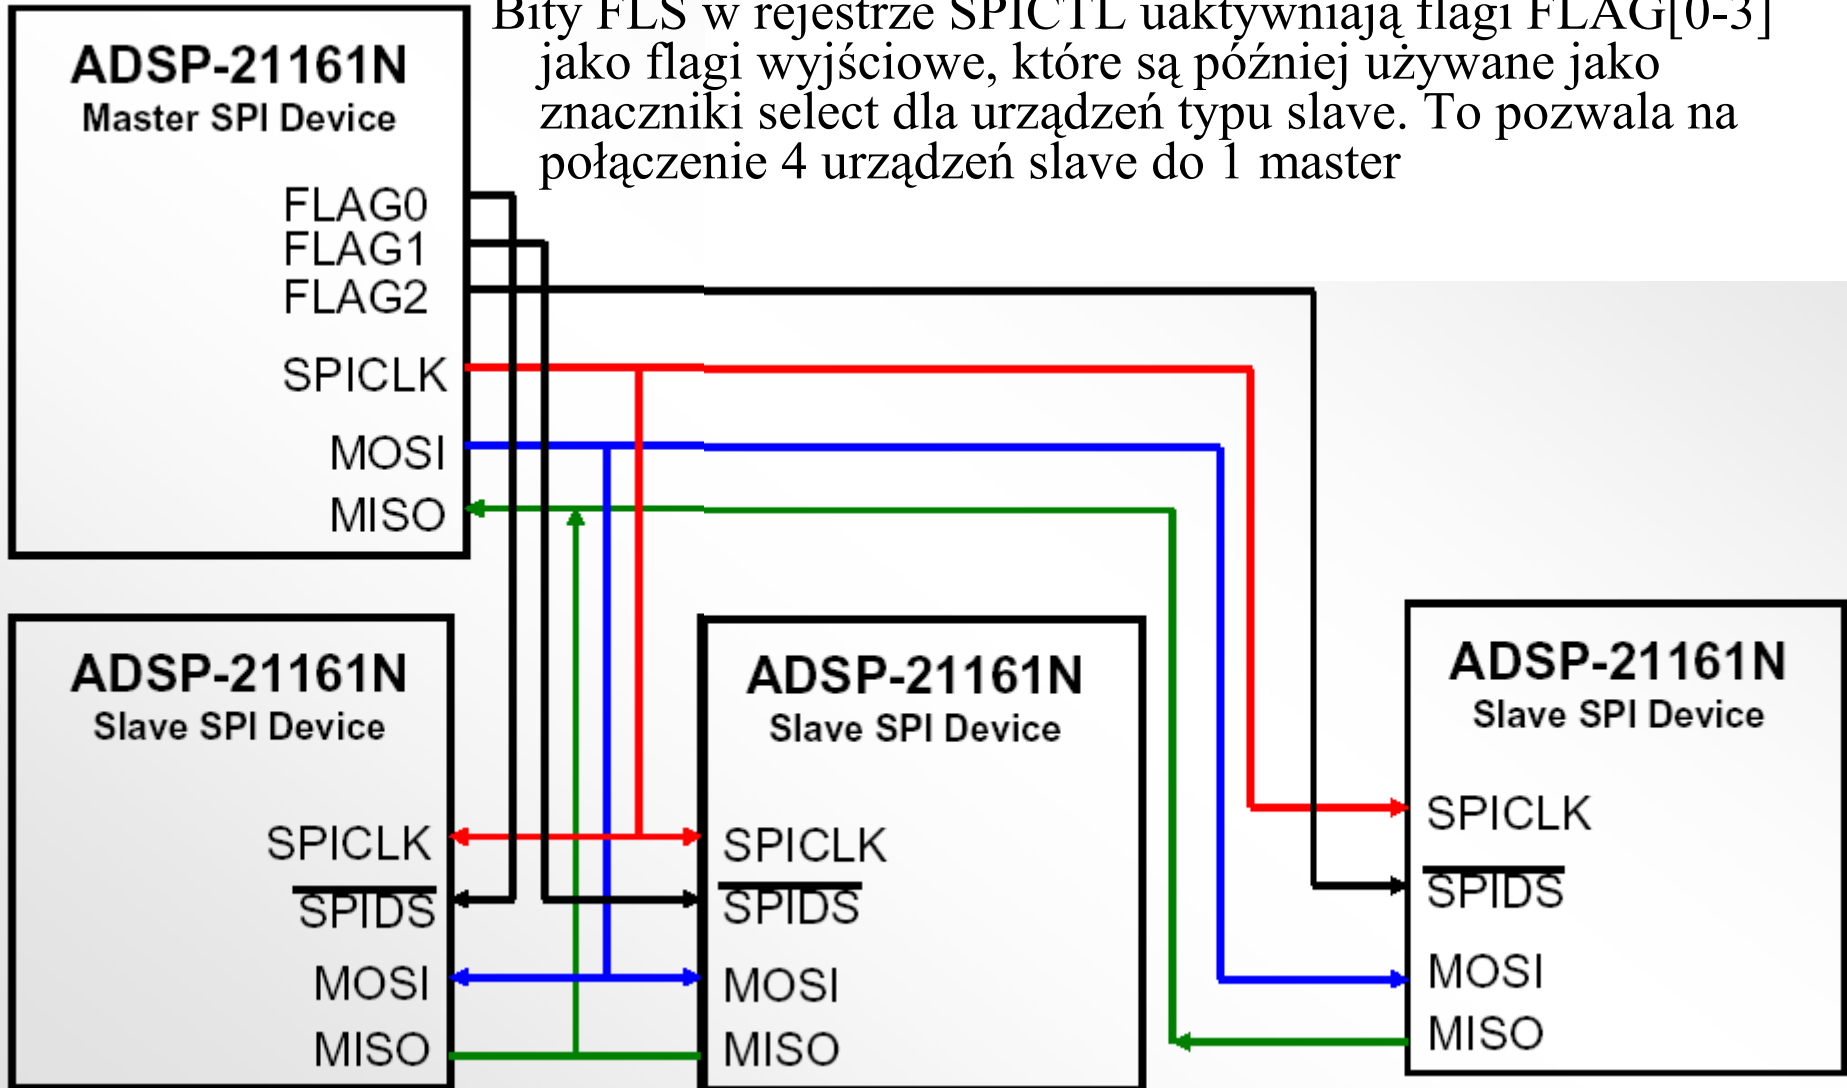 Bity FLS w rejestrze SPICTL uaktywniają flagi FLAG[0-3]
jako flagi wyjściowe, które są później używane jako
znaczniki select dla urządzeń typu slave. To pozwala na
połączenie 4 urządzeń slave do 1 master
ADSP-21161N
Master SPI Device
FLAG0
FLAG1
FLAG2
SPICLK
MOSI
MISO
ADSP-21161N
Slave SPI Device
SPICLK
SPIDS
MOSI
MISO
ADSP-21161N
Slave SPI Device
SPICLK
SPIDS
MOSI
MISO
ADSP-21161N
Slave SPI Device
SPICLK
SPIDS
MOSI
MISO